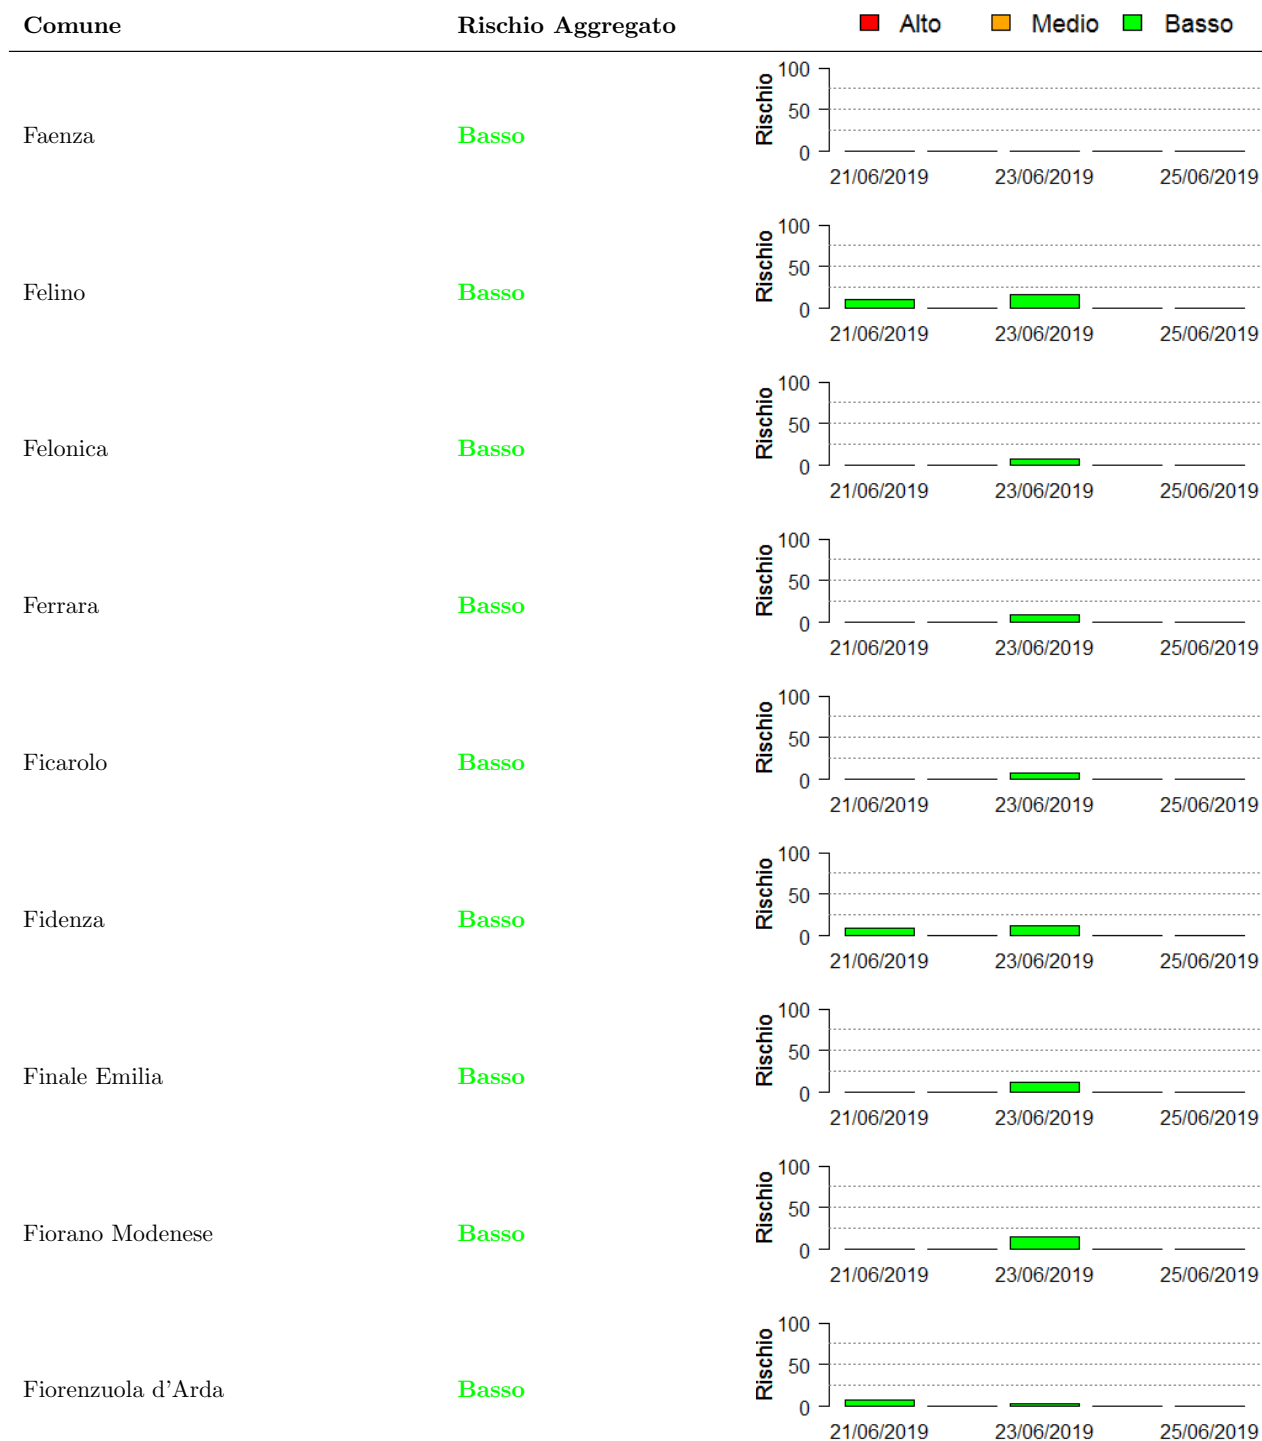 Comune Rischio Aggregato Alto Medio Basso
100
50
0
Rischio
Faenza Basso
21/06/2019 23/06/2019 25/06/2019
100
50
0
Rischio
Felino Basso
21/06/2019 23/06/2019 25/06/2019
100
50
0
Rischio
Felonica Basso
21/06/2019 23/06/2019 25/06/2019
100
50
0
Rischio
Ferrara Basso
21/06/2019 23/06/2019 25/06/2019
100
50
0
Rischio
Ficarolo Basso
21/06/2019 23/06/2019 25/06/2019
100
50
0
Rischio
Fidenza Basso
21/06/2019 23/06/2019 25/06/2019
100
50
0
Rischio
Finale Emilia Basso
21/06/2019 23/06/2019 25/06/2019
100
50
0
Rischio
Fiorano Modenese Basso
21/06/2019 23/06/2019 25/06/2019
100
50
0
Rischio
Fiorenzuola d'Arda Basso
21/06/2019 23/06/2019 25/06/2019